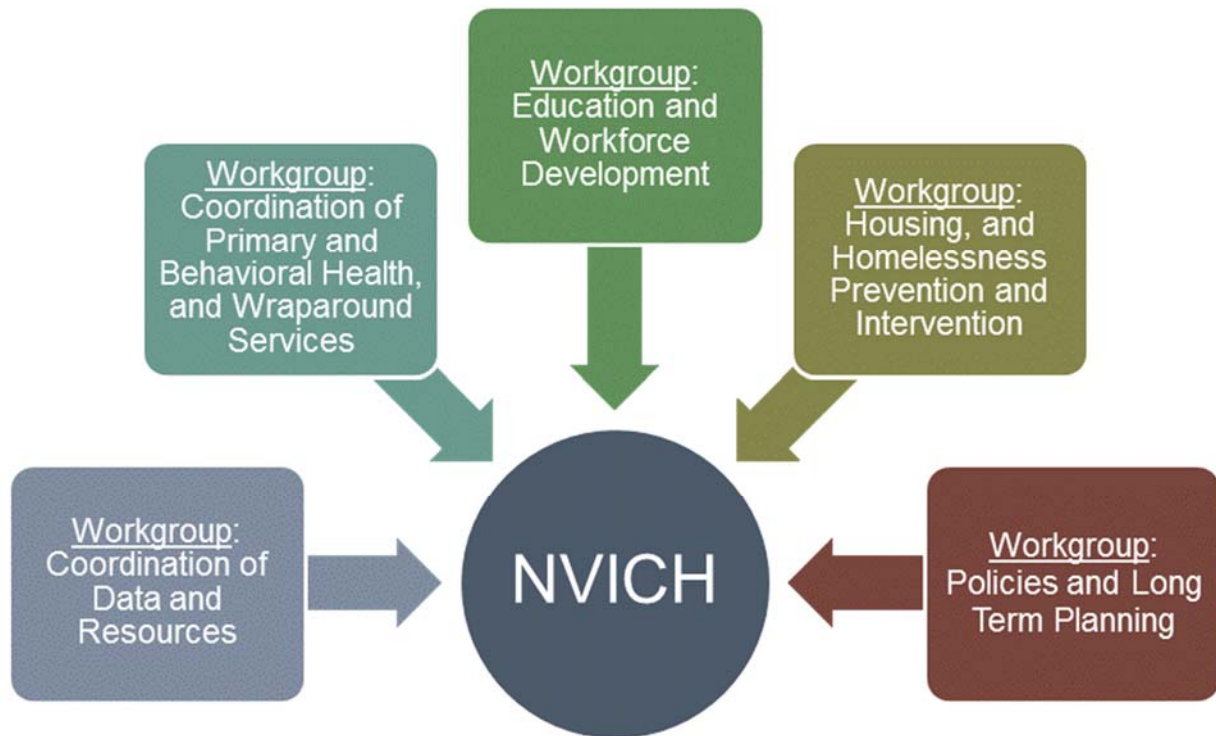 Workgroup:
Education and
Workforce
Development
Workgroup:
Coordination of
Primary and
Behavioral Health,
and Wraparound
Services
Workgroup:
Housing, and
Homelessness
Prevention and
Intervention
Workgroup:
Coordination of
Data and
Resources
NVICH
Workgroup:
Policies and Long
Term Planning